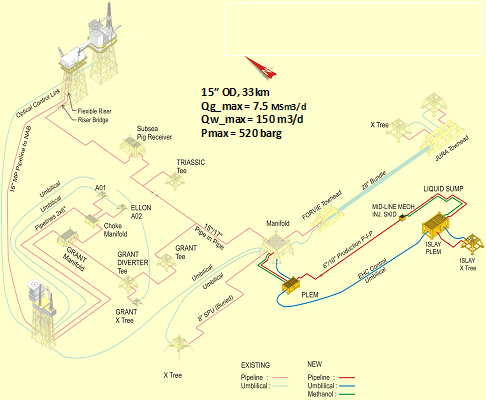 Optical Control Link
Flexible Riser
Riser Bridge
16" MP Pipeline to NAB
15" OD, 33km
Qg_max= 7.5 MSm3/d
Qw_max= 150 m3/d
Pmax= 520 barg
Subsea
Pig Receiver
TRIASSIC
Tee
X Tree
JURA Towhead
28" Bundle
FORVIE Towhead
Manifold
15"/17"
Pipe in Pipe
Umbilical
A01
ELLON
A02
Pipelines 2x8"
Choke
Manifold
Umbilical
GRANT
Manifold
GRANT
DIVERTER
Tee
GRANT
Tee
GRANT
X Tree
Umbilical
Umbilical
8" SPU (Buried)
X Tree
LIQUID SUMP
MID-LINE MEOH
INJ. SKID
6"/10" Production P-I-P
ISLAY
PLEM
ISLAY
X Tree
PLEM
EHC Control
Umbilical
EXISTING
Pipeline :
Umblilical :
NEW
Pipeline :
Umbilical :
Methanol :